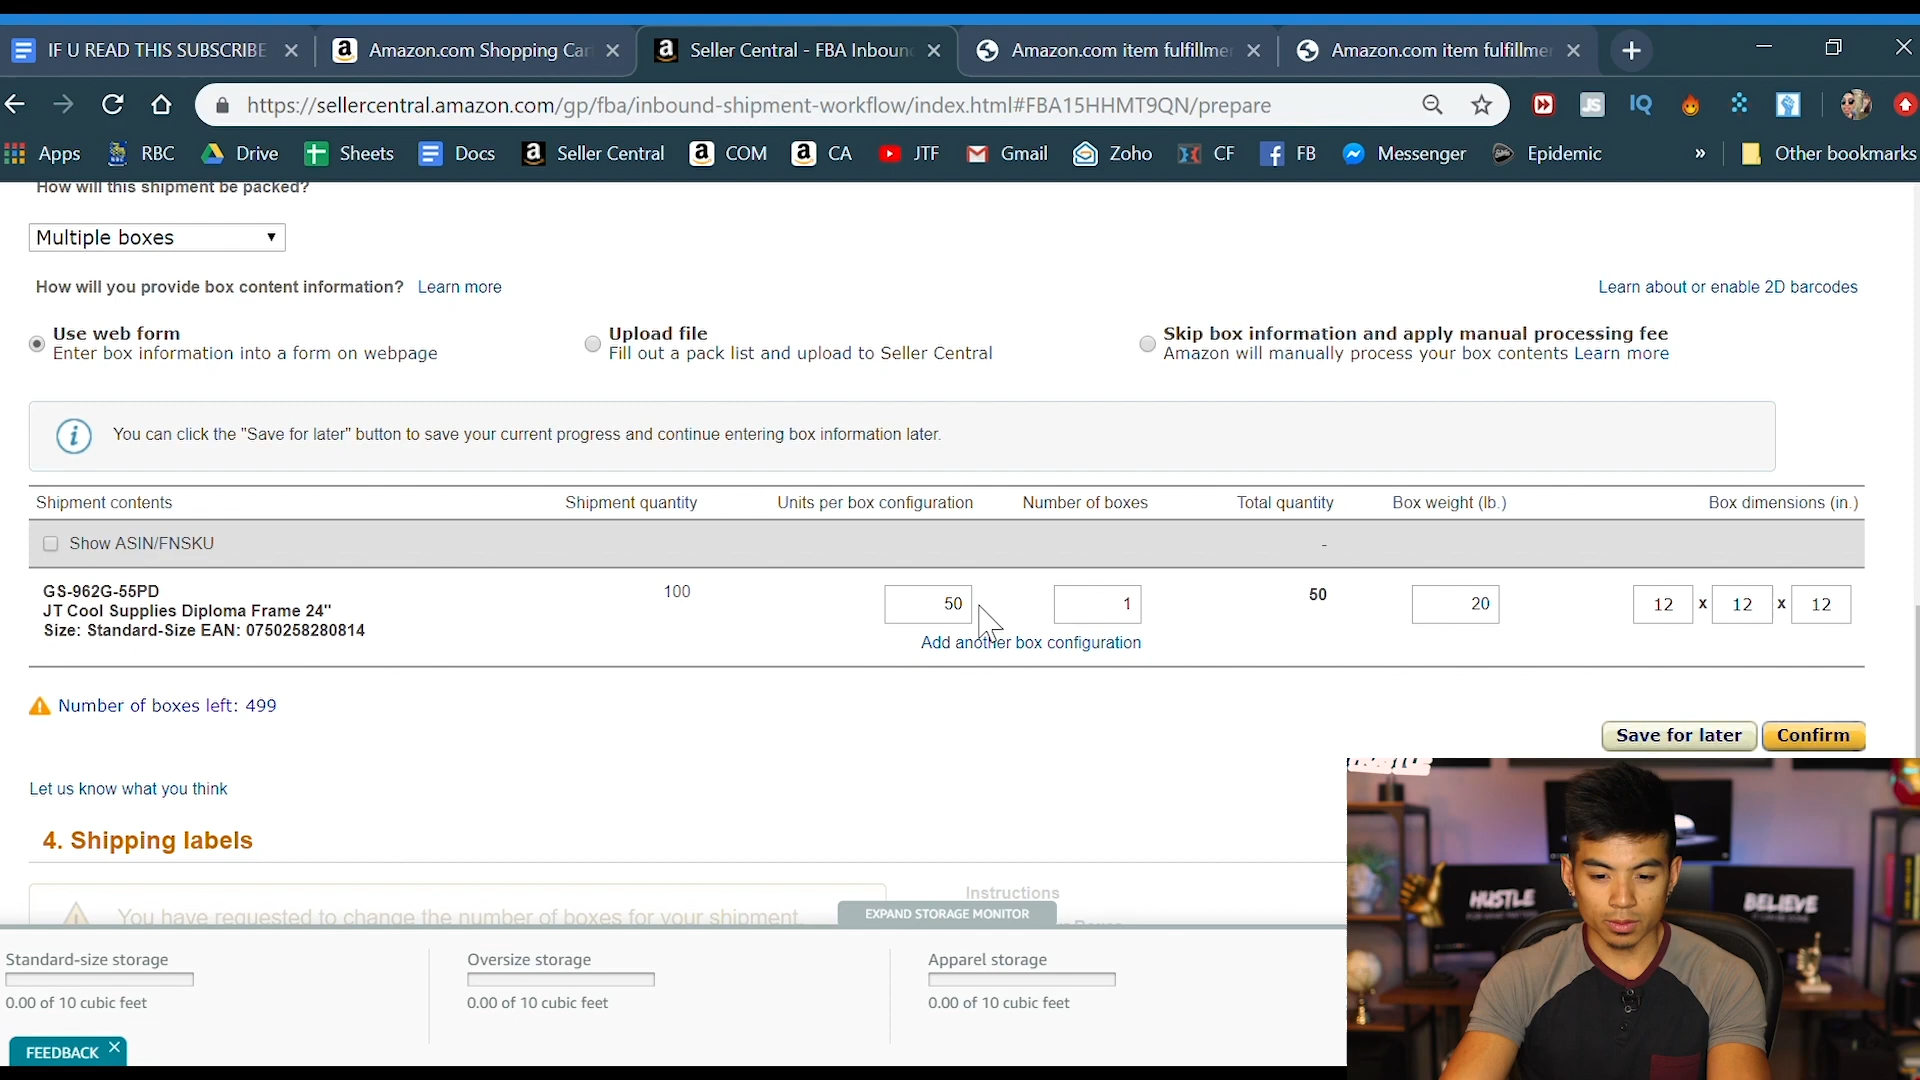 IF U READ THIS SUBSCRIBE
Amazon.com Shopping Car
Seller Central - FBA Inboun
Amazon.com item fulfillme
Amazon.com item fulfillme
https://sellercentral.amazon.com/gp/fba/inbound-shipment-workflow/index.html#FBA15HHMT9QN/prepare
Apps RBC Drive Sheets Docs Seller Central COM CA JTF Gmail Zoho CF FB Messenger Epidemic » Other bookmarks
How will this shipment be packed?
Multiple boxes
How will you provide box content information? Learn more
Learn about or enable 2D barcodes
Use web form
Enter box information into a form on webpage
Upload file
Fill out a pack list and upload to Seller Central
Skip box information and apply manual processing fee
Amazon will manually process your box contents Learn more
You can click the "Save for later" button to save your current progress and continue entering box information later.
Shipment contents Shipment quantity Units per box configuration Number of boxes Total quantity Box weight (lb.) Box dimensions (in.)
Show ASIN/FNSKU -
GS-962G-55PD
JT Cool Supplies Diploma Frame 24"
Size: Standard-Size EAN: 0750258280814
100 50 1 50 20 12 x 12 x 12
Add another box configuration
Number of boxes left: 499
Save for later Confirm
Let us know what you think
4. Shipping labels
You have requested to change the number of boxes for your shipment.
Instructions
EXPAND STORAGE MONITOR
Standard-size storage
0.00 of 10 cubic feet
Oversize storage
0.00 of 10 cubic feet
Apparel storage
0.00 of 10 cubic feet
FEEDBACK
HUSTLE
BELIEVE